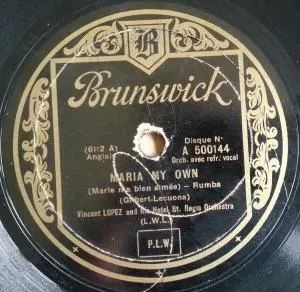 B
Brunswick
(6112 A)
Anglais
Disque No
A 500144
Orch. avec refr. vocal
MARIA MY OWN
(Marie ma bien aimée) – Rumba
(Gilbert-Lecuona)
Vincent LOPEZ and his Hotel St. Regis Orchestra
(L.W.L.)
P.L.W.